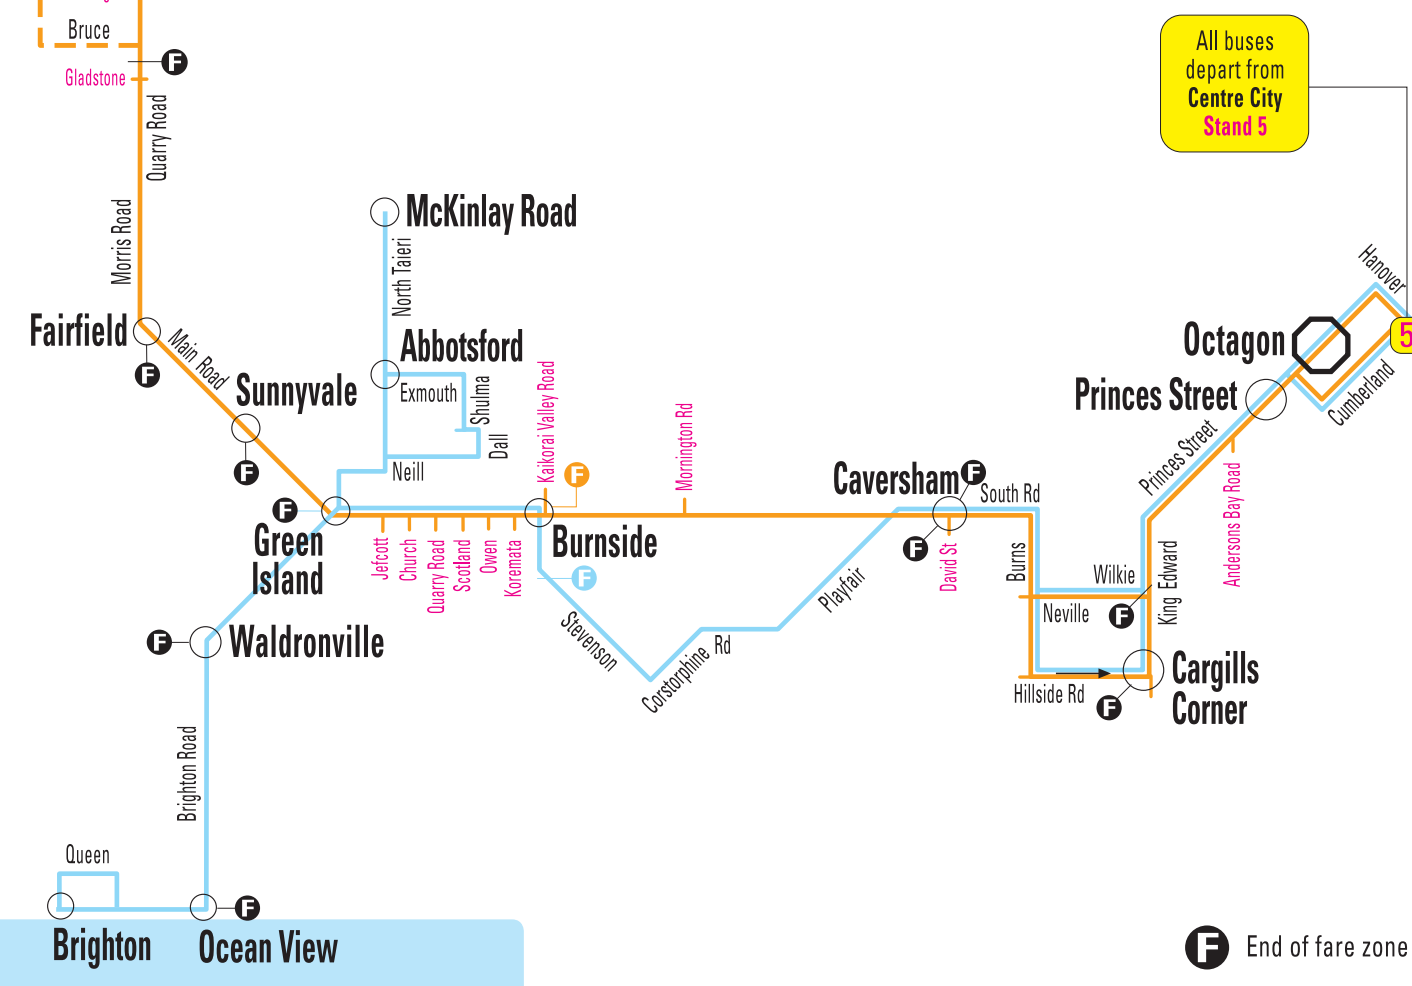 Bruce
F
Gladstone
Quarry Road
Morris Road
All buses
depart from
Centre City
Stand 5
McKinlay Road
North Taieri
Hanover
Fairfield
F
Main Road
Sunnyvale
F
Abbotsford
Exmouth
Shulma
Dall
Neill
Kaikorai Valley Road
F
Mornington Rd
Octagon
5
Princes Street
Cumberland
Princes Street
Andersons Bay Road
Caversham
F
South Rd
F
David St
F
Green
Island
Jefcott
Church
Quarry Road
Scotland
Owen
Koremata
Burnside
F
Stevenson
Corstorphine Rd
Playfair
Burns
Wilkie
Neville
F
King Edward
Hillside Rd
F
Cargills
Corner
F
Waldronville
Brighton Road
Queen
F
Brighton
Ocean View
F
End of fare zone